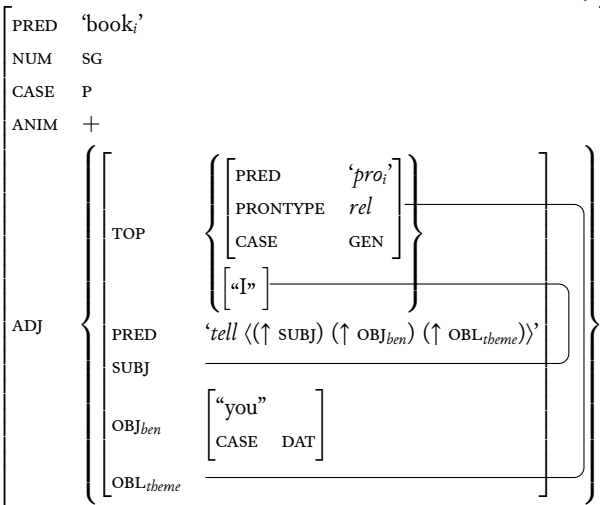 PRED ‘bookᵢ’
NUM SG
CASE P
ANIM +
PRED ‘proᵢ’
PRONTYPE rel
TOP
CASE GEN
“I”
ADJ
PRED ‘tell ⟨(↑ SUBJ) (↑ OBJben) (↑ OBLtheme)⟩’
SUBJ
“you”
OBJben
CASE DAT
OBLtheme